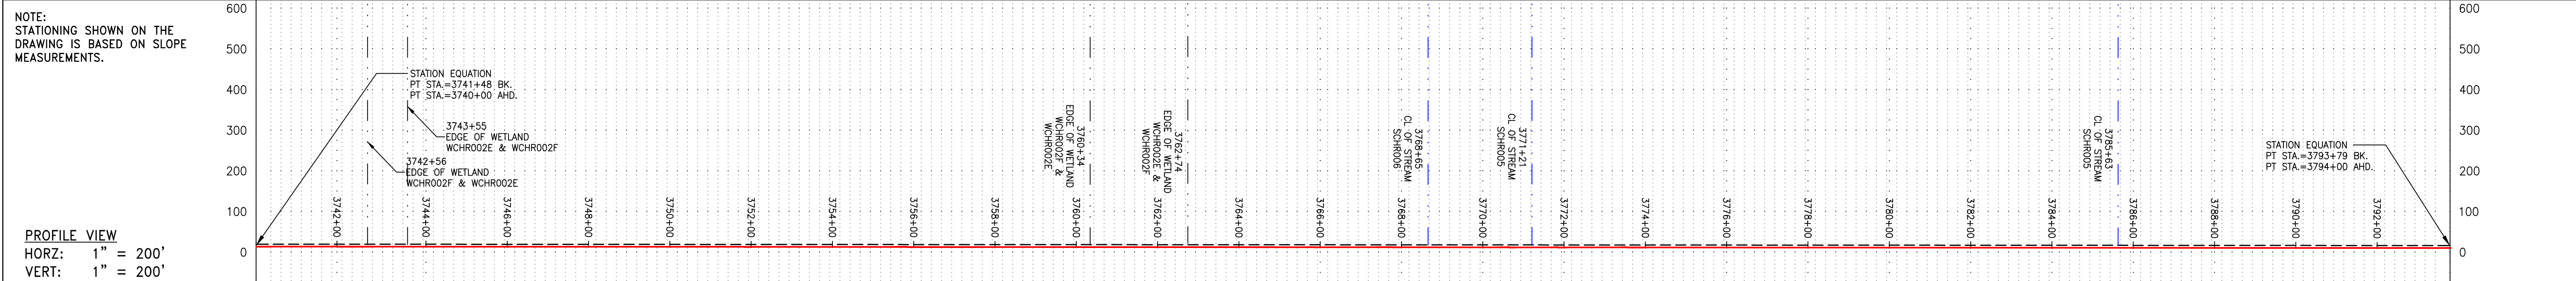 NOTE:
STATIONING SHOWN ON THE
DRAWING IS BASED ON SLOPE
MEASUREMENTS.
PROFILE VIEW
HORZ: 1" = 200'
VERT: 1" = 200'
600
500
400
300
200
100
0
STATION EQUATION
PT STA.=3741+48 BK.
PT STA.=3740+00 AHD.
3743+55
EDGE OF WETLAND
WCHR002E & WCHR002F
3742+56
EDGE OF WETLAND
WCHR002F & WCHR002E
3760+34
EDGE OF WETLAND
WCHR002F &
WCHR002E
3762+74
EDGE OF WETLAND
WCHR002E &
WCHR002F
3768+65
CL OF STREAM
SCHR006
3771+21
CL OF STREAM
SCHR005
3785+63
CL OF STREAM
SCHR005
STATION EQUATION
PT STA.=3793+79 BK.
PT STA.=3794+00 AHD.
3742+00
3744+00
3746+00
3748+00
3750+00
3752+00
3754+00
3756+00
3758+00
3760+00
3762+00
3764+00
3766+00
3768+00
3770+00
3772+00
3774+00
3776+00
3778+00
3780+00
3782+00
3784+00
3786+00
3788+00
3790+00
3792+00
600
500
400
300
200
100
0